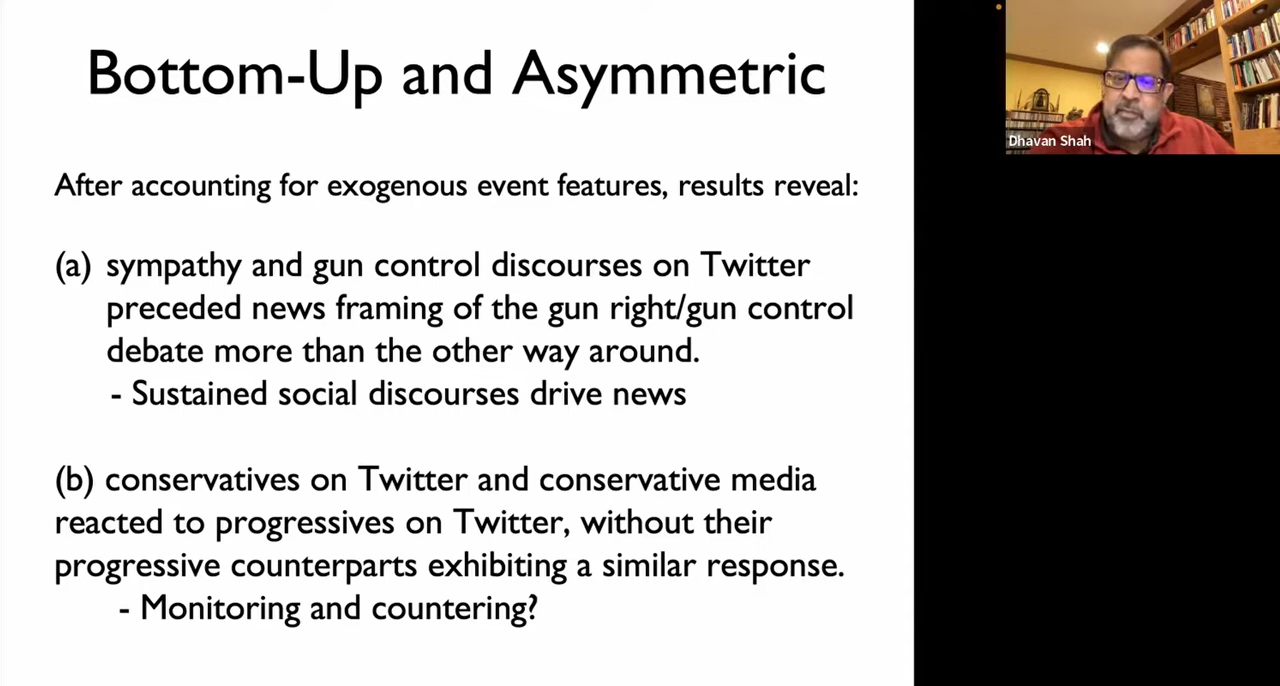 Bottom-Up and Asymmetric
After accounting for exogenous event features, results reveal:
(a) sympathy and gun control discourses on Twitter
preceded news framing of the gun right/gun control
debate more than the other way around.
- Sustained social discourses drive news
(b) conservatives on Twitter and conservative media
reacted to progressives on Twitter, without their
progressive counterparts exhibiting a similar response.
- Monitoring and countering?
Dhavan Shah